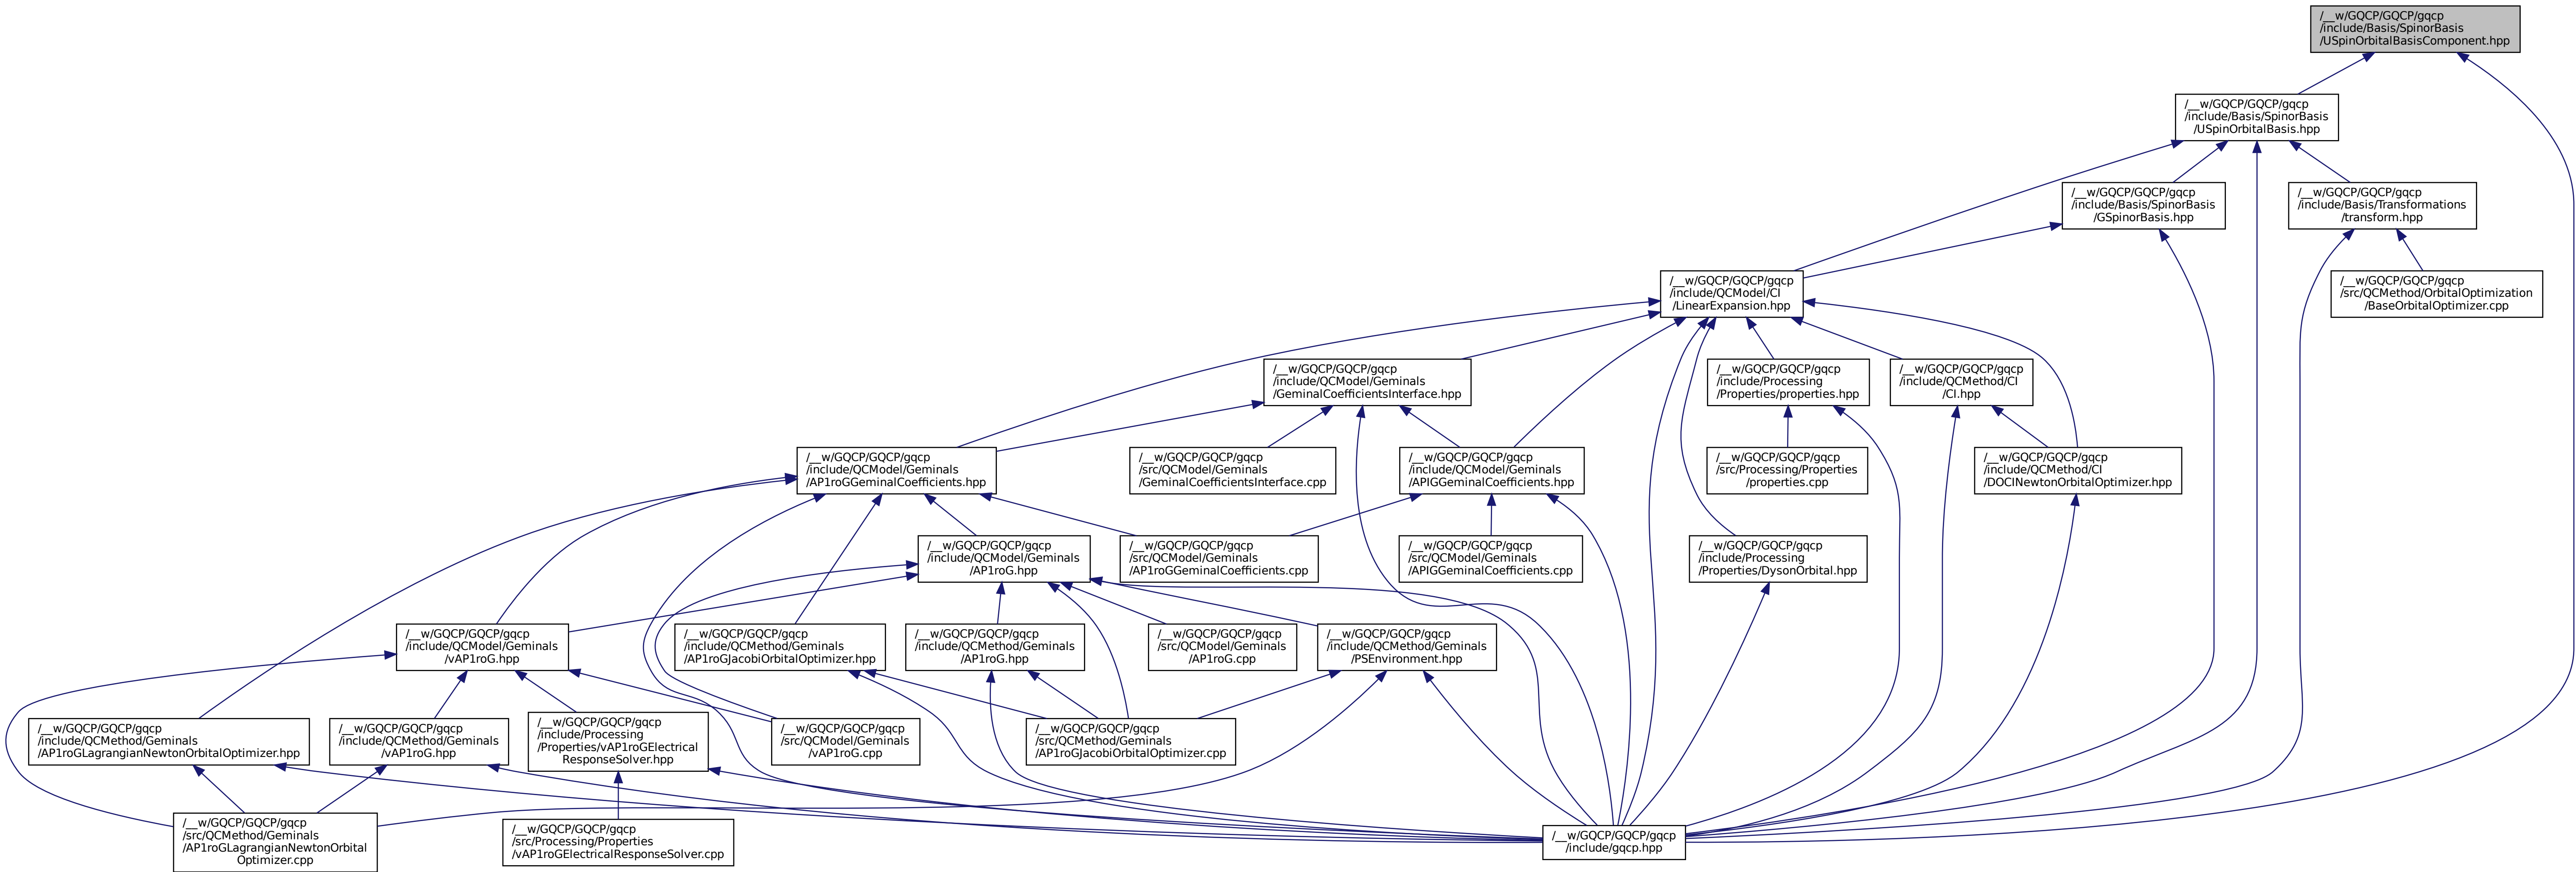 /__w/GQCP/GQCP/gqcp
/include/Basis/SpinorBasis
/USpinOrbitalBasisComponent.hpp
/__w/GQCP/GQCP/gqcp
/include/Basis/SpinorBasis
/USpinOrbitalBasis.hpp
/__w/GQCP/GQCP/gqcp
/include/Basis/SpinorBasis
/GSpinorBasis.hpp
/__w/GQCP/GQCP/gqcp
/include/Basis/Transformations
/transform.hpp
/__w/GQCP/GQCP/gqcp
/include/QCModel/CI
/LinearExpansion.hpp
/__w/GQCP/GQCP/gqcp
/src/QCMethod/OrbitalOptimization
/BaseOrbitalOptimizer.cpp
/__w/GQCP/GQCP/gqcp
/include/QCModel/Geminals
/GeminalCoefficientsInterface.hpp
/__w/GQCP/GQCP/gqcp
/include/Processing
/Properties/properties.hpp
/__w/GQCP/GQCP/gqcp
/include/QCMethod/CI
/CI.hpp
/__w/GQCP/GQCP/gqcp
/include/QCModel/Geminals
/AP1roGGeminalCoefficients.hpp
/__w/GQCP/GQCP/gqcp
/src/QCModel/Geminals
/GeminalCoefficientsInterface.cpp
/__w/GQCP/GQCP/gqcp
/include/QCModel/Geminals
/APIGGeminalCoefficients.hpp
/__w/GQCP/GQCP/gqcp
/src/Processing/Properties
/properties.cpp
/__w/GQCP/GQCP/gqcp
/include/QCMethod/CI
/DOCINewtonOrbitalOptimizer.hpp
/__w/GQCP/GQCP/gqcp
/include/QCModel/Geminals
/AP1roG.hpp
/__w/GQCP/GQCP/gqcp
/src/QCModel/Geminals
/AP1roGGeminalCoefficients.cpp
/__w/GQCP/GQCP/gqcp
/src/QCModel/Geminals
/APIGGeminalCoefficients.cpp
/__w/GQCP/GQCP/gqcp
/include/Processing
/Properties/DysonOrbital.hpp
/__w/GQCP/GQCP/gqcp
/include/QCModel/Geminals
/vAP1roG.hpp
/__w/GQCP/GQCP/gqcp
/include/QCMethod/Geminals
/AP1roGJacobiOrbitalOptimizer.hpp
/__w/GQCP/GQCP/gqcp
/include/QCMethod/Geminals
/AP1roG.hpp
/__w/GQCP/GQCP/gqcp
/src/QCModel/Geminals
/AP1roG.cpp
/__w/GQCP/GQCP/gqcp
/include/QCMethod/Geminals
/PSEnvironment.hpp
/__w/GQCP/GQCP/gqcp
/include/QCMethod/Geminals
/AP1roGLagrangianNewtonOrbitalOptimizer.hpp
/__w/GQCP/GQCP/gqcp
/include/QCMethod/Geminals
/vAP1roG.hpp
/__w/GQCP/GQCP/gqcp
/include/Processing
/Properties/vAP1roGElectrical
ResponseSolver.hpp
/__w/GQCP/GQCP/gqcp
/src/QCModel/Geminals
/vAP1roG.cpp
/__w/GQCP/GQCP/gqcp
/src/QCMethod/Geminals
/AP1roGJacobiOrbitalOptimizer.cpp
/__w/GQCP/GQCP/gqcp
/src/QCMethod/Geminals
/AP1roGLagrangianNewtonOrbital
Optimizer.cpp
/__w/GQCP/GQCP/gqcp
/src/Processing/Properties
/vAP1roGElectricalResponseSolver.cpp
/__w/GQCP/GQCP/gqcp
/include/gqcp.hpp